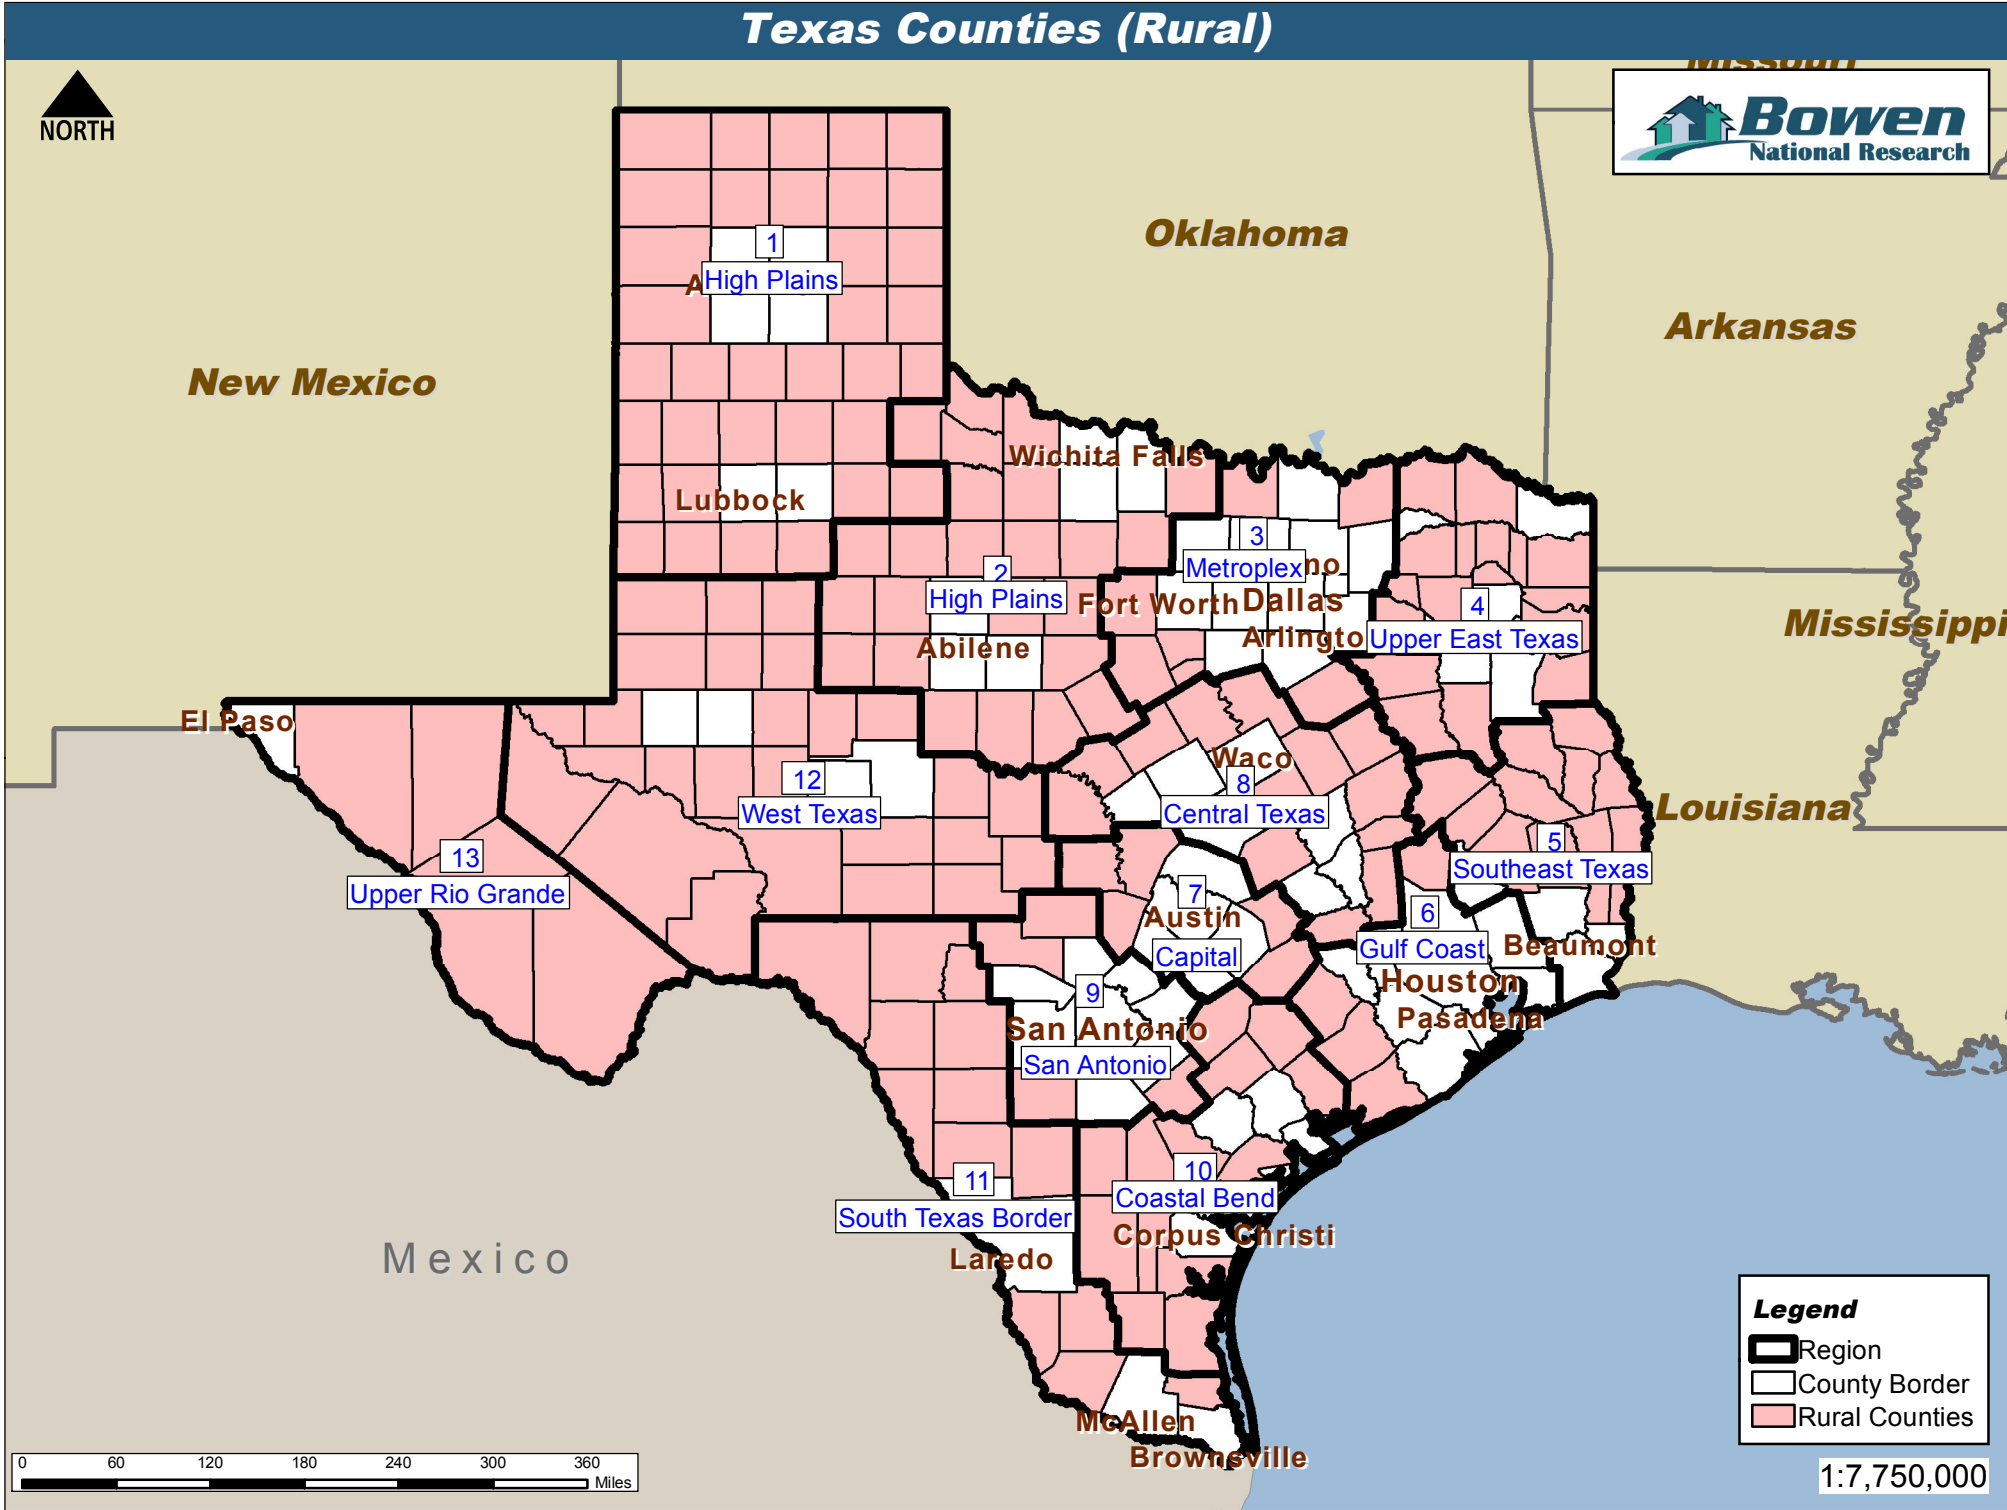 Texas Counties (Rural)
NORTH
Missouri
Bowen
National Research
Oklahoma
Arkansas
New Mexico
Mississippi
Louisiana
Mexico
1
High Plains
Lubbock
Wichita Falls
2
High Plains
Abilene
3
Metroplex
Fort Worth
Dallas
Arlingto
4
Upper East Texas
El Paso
12
West Texas
Waco
8
Central Texas
5
Southeast Texas
13
Upper Rio Grande
7
Austin
Capital
6
Gulf Coast
Beaumont
Houston
Pasadena
9
San Antonio
San Antonio
11
South Texas Border
Laredo
10
Coastal Bend
Corpus Christi
McAllen
Brownsville
Legend
Region
County Border
Rural Counties
0 60 120 180 240 300 360
Miles
1:7,750,000